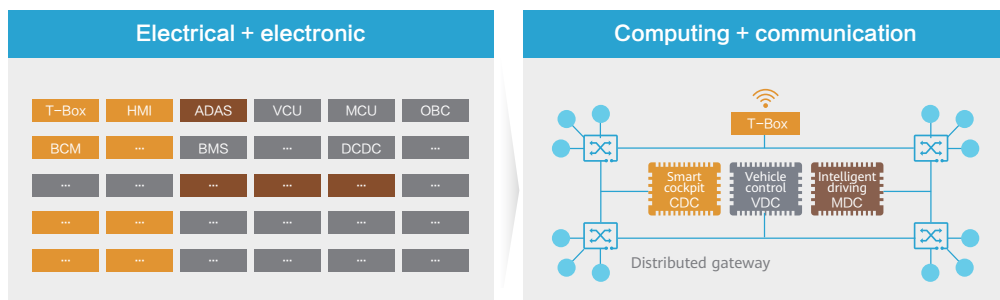 Electrical + electronic
T-Box HMI ADAS VCU MCU OBC
BCM ... BMS ... DCDC ...
... ... ... ... ... ...
... ... ... ... ... ...
... ... ... ... ... ...
Computing + communication
T-Box
Smart cockpit CDC
Vehicle control VDC
Intelligent driving MDC
Distributed gateway